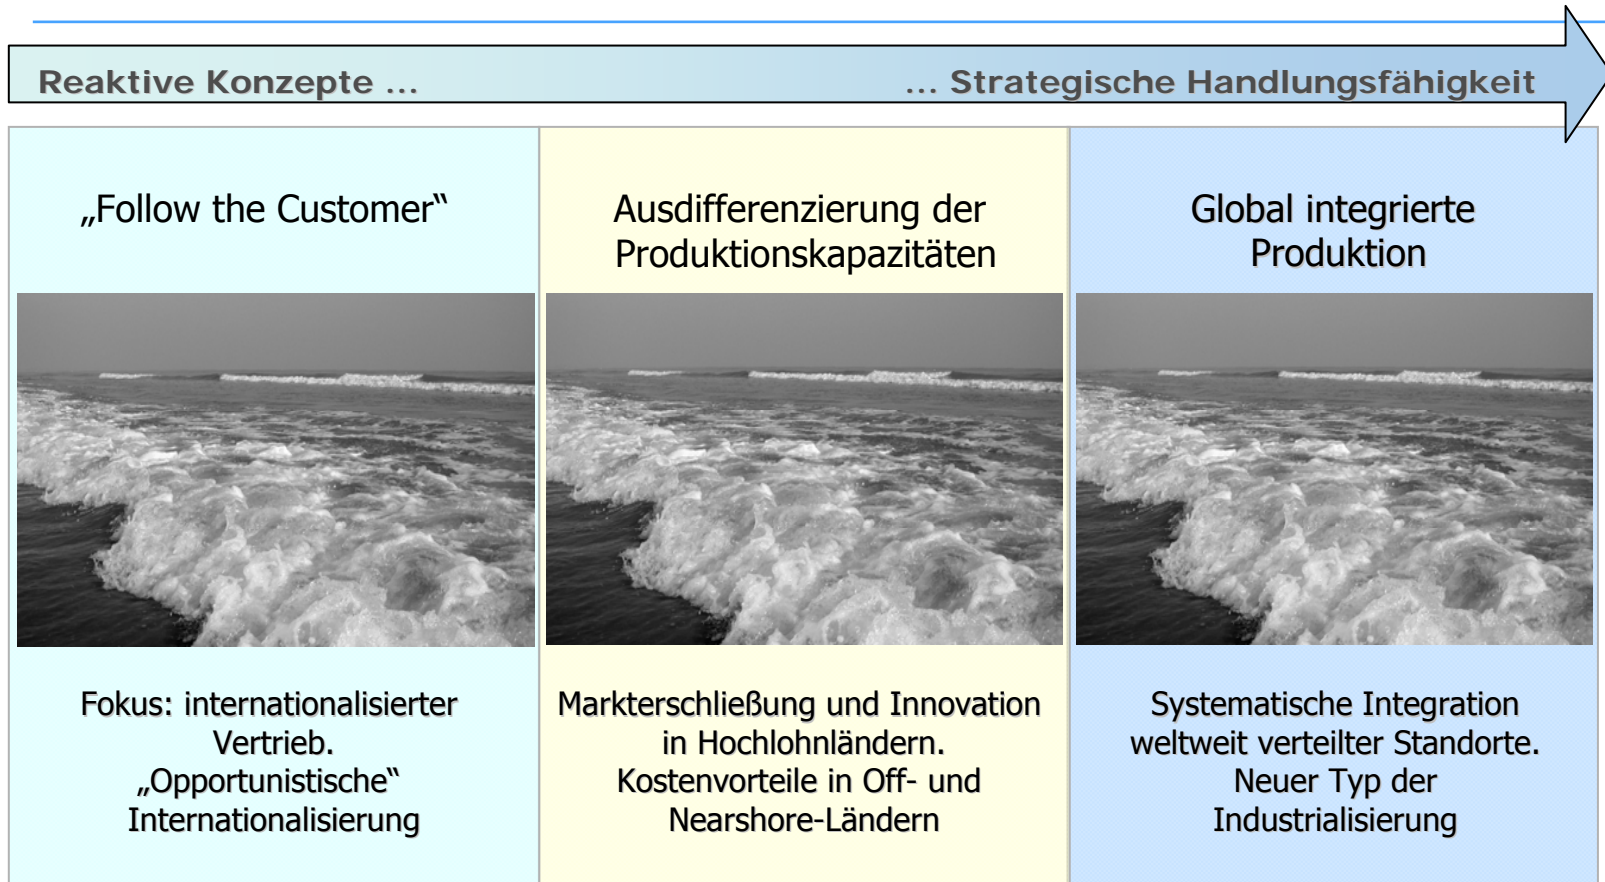 Reaktive Konzepte ...
... Strategische Handlungsfähigkeit
„Follow the Customer“
Ausdifferenzierung der
Produktionskapazitäten
Global integrierte
Produktion
Fokus: internationalisierter
Vertrieb.
„Opportunistische“
Internationalisierung
Markterschließung und Innovation
in Hochlohnländern.
Kostenvorteile in Off- und
Nearshore-Ländern
Systematische Integration
weltweit verteilter Standorte.
Neuer Typ der
Industrialisierung